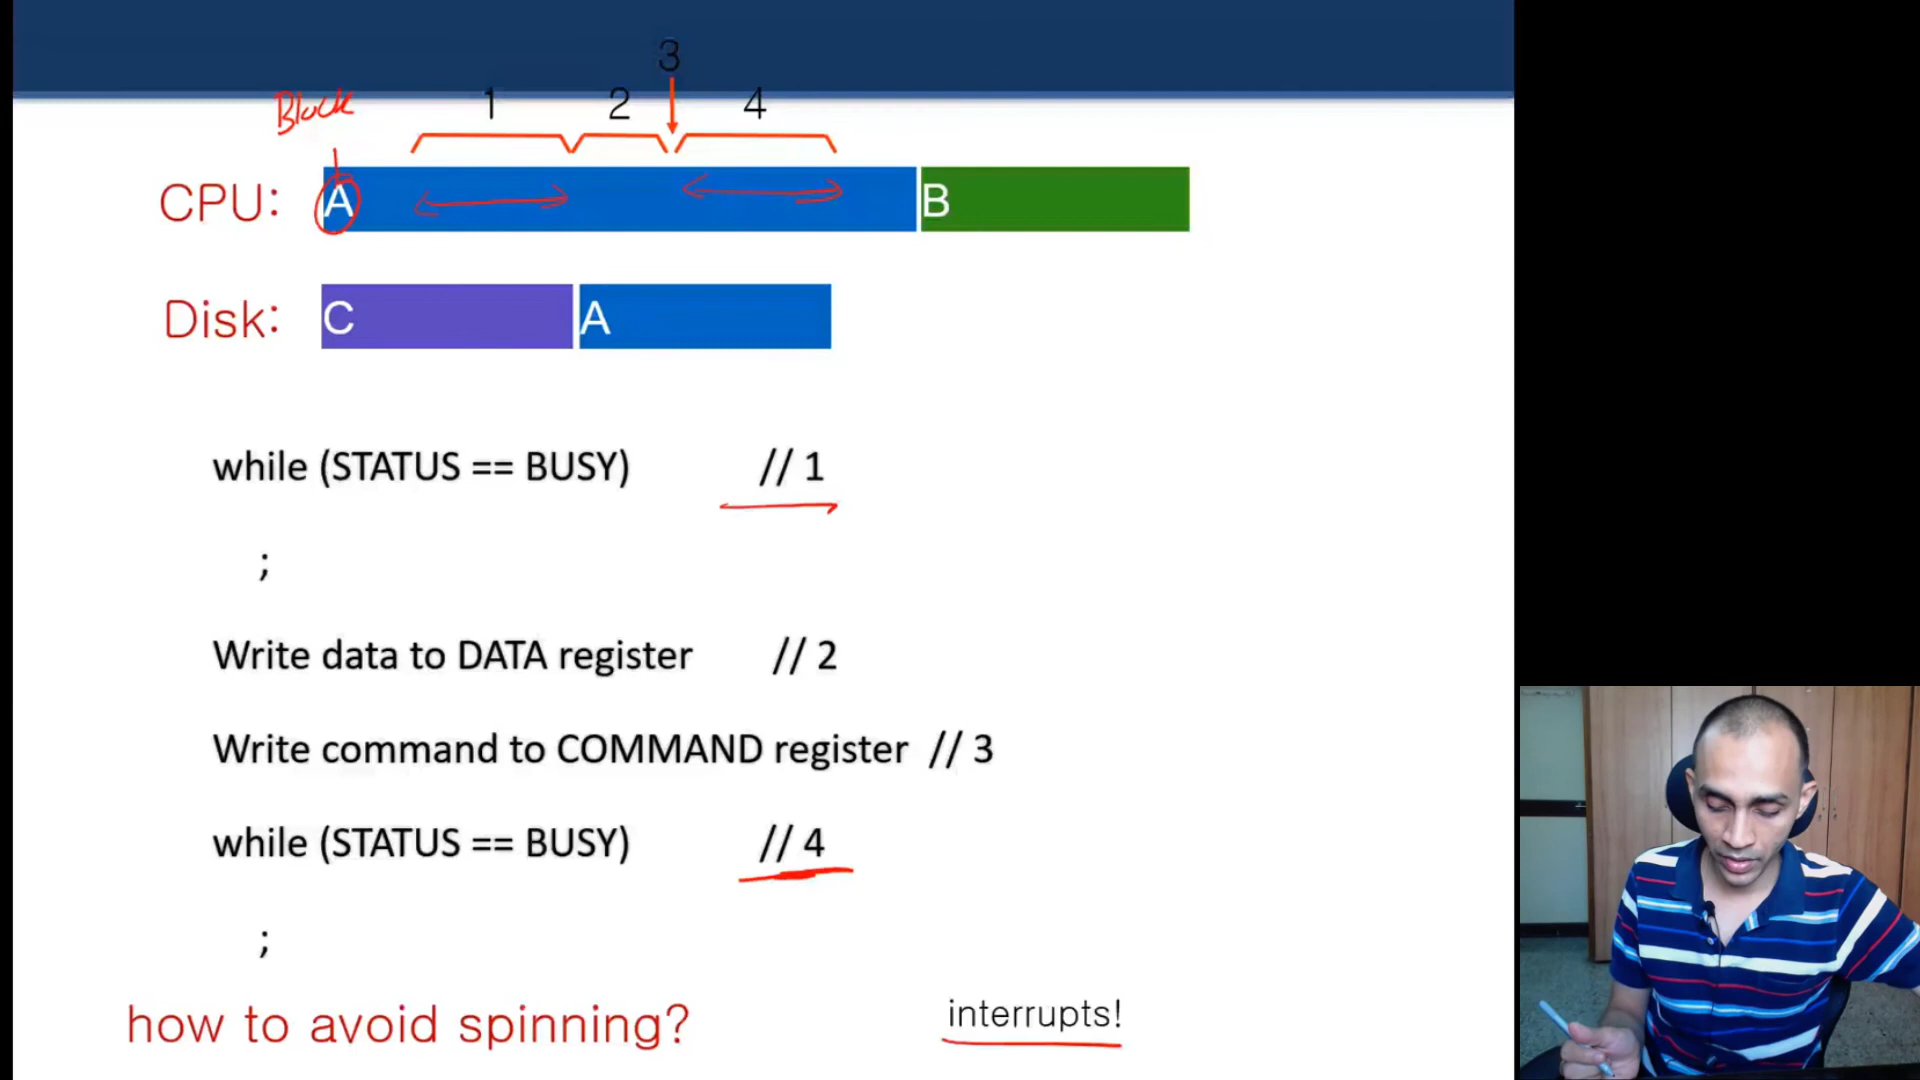 3
Block 1 2 4
CPU: A B
Disk: C A
while (STATUS == BUSY) // 1
;
Write data to DATA register // 2
Write command to COMMAND register // 3
while (STATUS == BUSY) // 4
;
how to avoid spinning? interrupts!